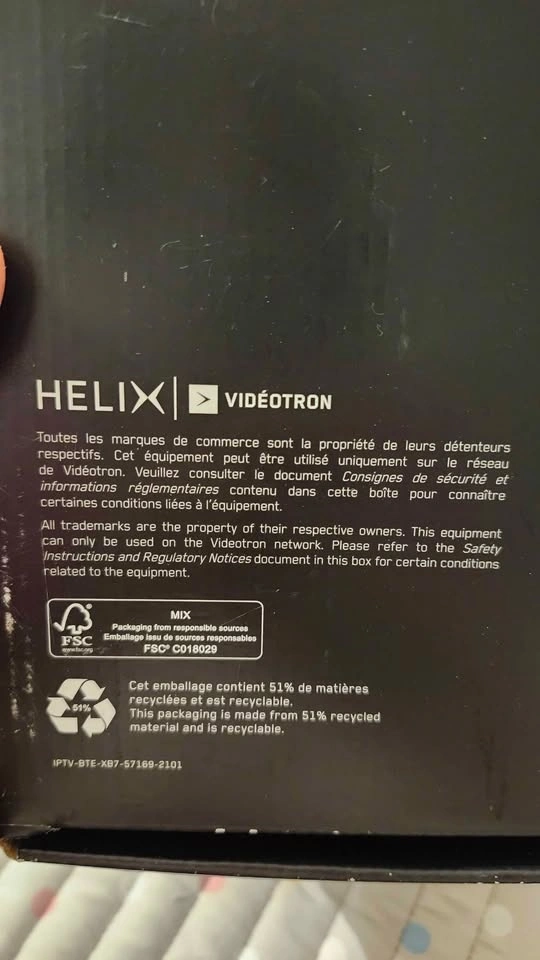 HELIX | VIDÉOTRON
Toutes les marques de commerce sont la propriété de leurs détenteurs
respectifs. Cet équipement peut être utilisé uniquement sur le réseau
de Vidéotron. Veuillez consulter le document Consignes de sécurité et
informations réglementaires contenu dans cette boîte pour connaître
certaines conditions liées à l'équipement.
All trademarks are the property of their respective owners. This equipment
can only be used on the Videotron network. Please refer to the Safety
Instructions and Regulatory Notices document in this box for certain conditions
related to the equipment.
FSC
www.fsc.org
MIX
Packaging from responsible sources
Emballage issu de sources responsables
FSC® C018029
51%
Cet emballage contient 51% de matières
recyclées et est recyclable.
This packaging is made from 51% recycled
material and is recyclable.
IPTV-BTE-XB7-57169-2101